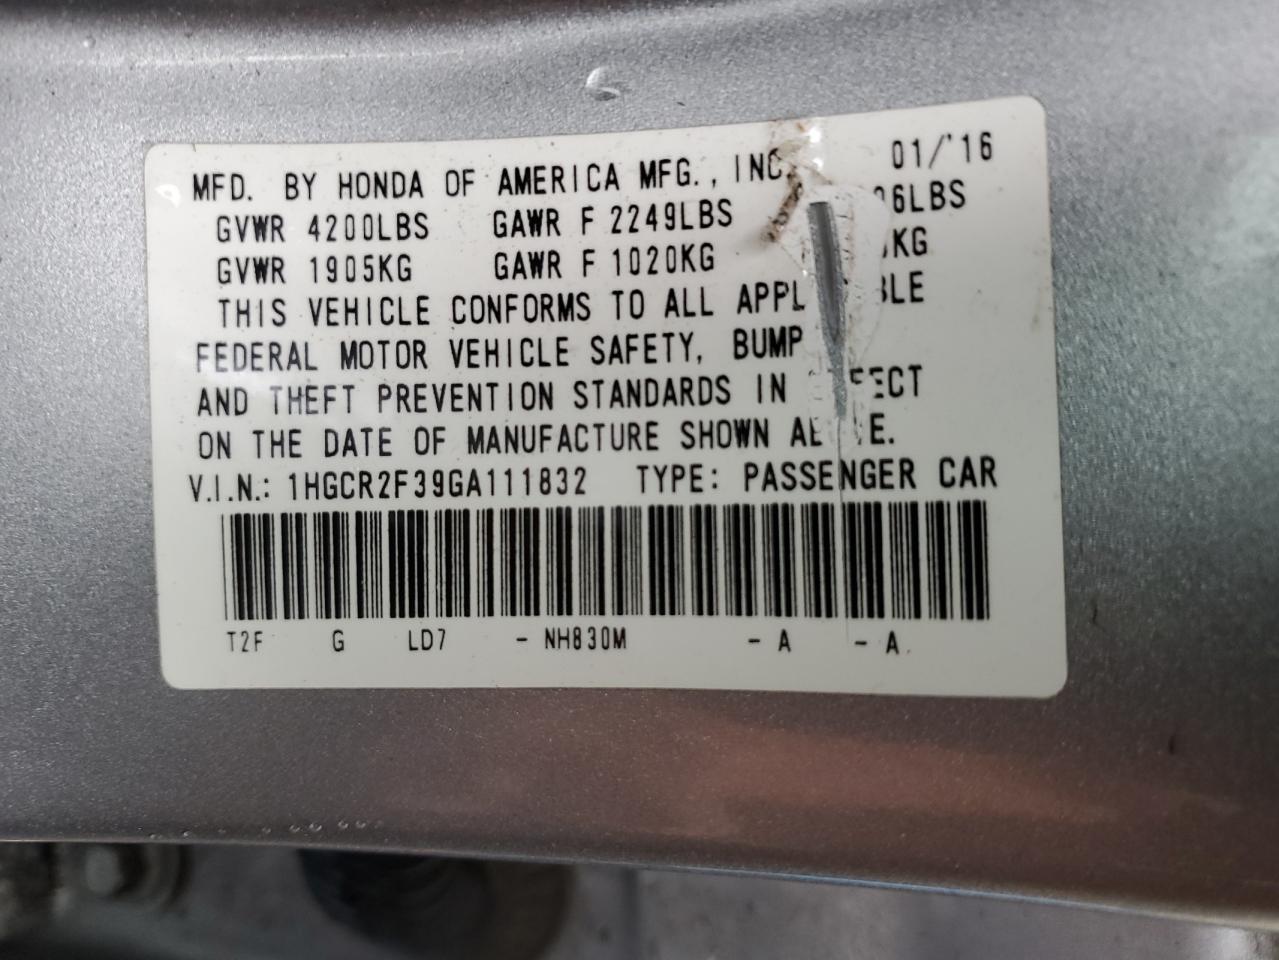 MFD. BY HONDA OF AMERICA MFG., INC. 01/'16
GVWR 4200LBS GAWR F 2249LBS
GVWR 1905KG GAWR F 1020KG
THIS VEHICLE CONFORMS TO ALL
FEDERAL MOTOR VEHICLE SAFETY, BUMP
AND THEFT PREVENTION STANDARDS IN
ON THE DATE OF MANUFACTURE SHOWN
V.I.N.: 1HGCR2F39GA111832 TYPE: PASSENGER CAR
T2F G LD7 - NH830M - A - A